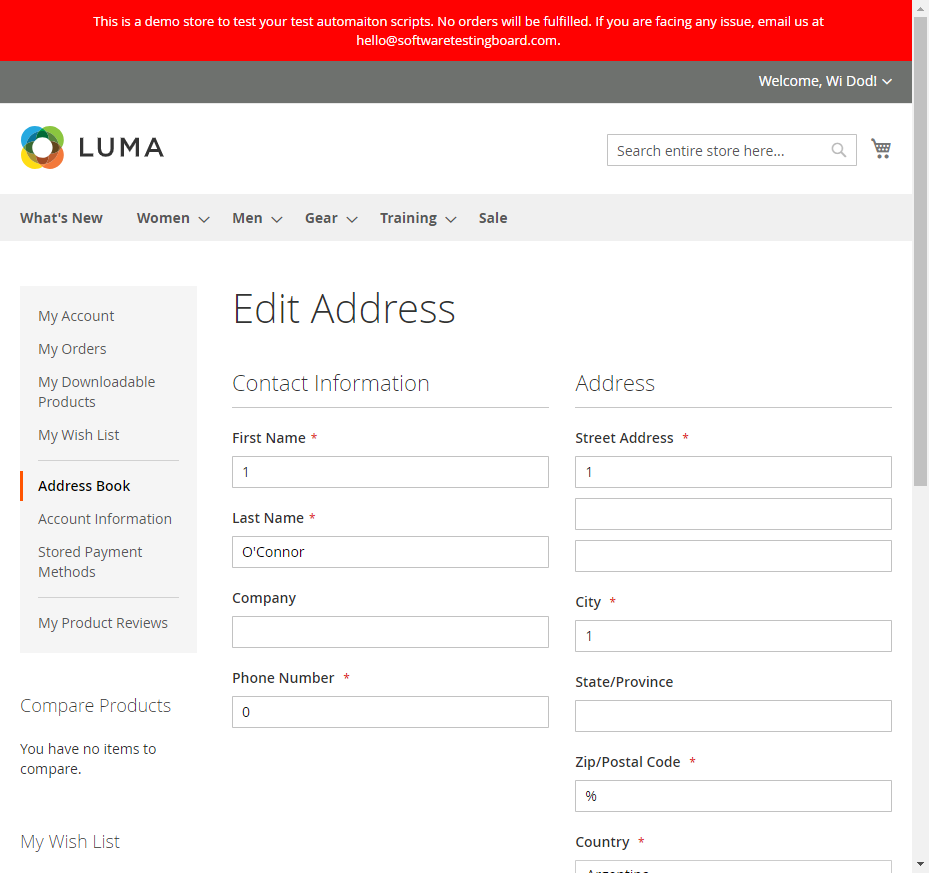 This is a demo store to test your test automaiton scripts. No orders will be fulfilled. If you are facing any issue, email us at
hello@softwaretestingboard.com.
Welcome, Wi Dod!
LUMA
Search entire store here...
What's New
Women
Men
Gear
Training
Sale
My Account
My Orders
My Downloadable
Products
My Wish List
Address Book
Account Information
Stored Payment
Methods
My Product Reviews
Compare Products
You have no items to
compare.
My Wish List
Edit Address
Contact Information
First Name *
1
Last Name *
O'Connor
Company
Phone Number *
0
Address
Street Address *
1
City *
1
State/Province
Zip/Postal Code *
%
Country *
Argentina